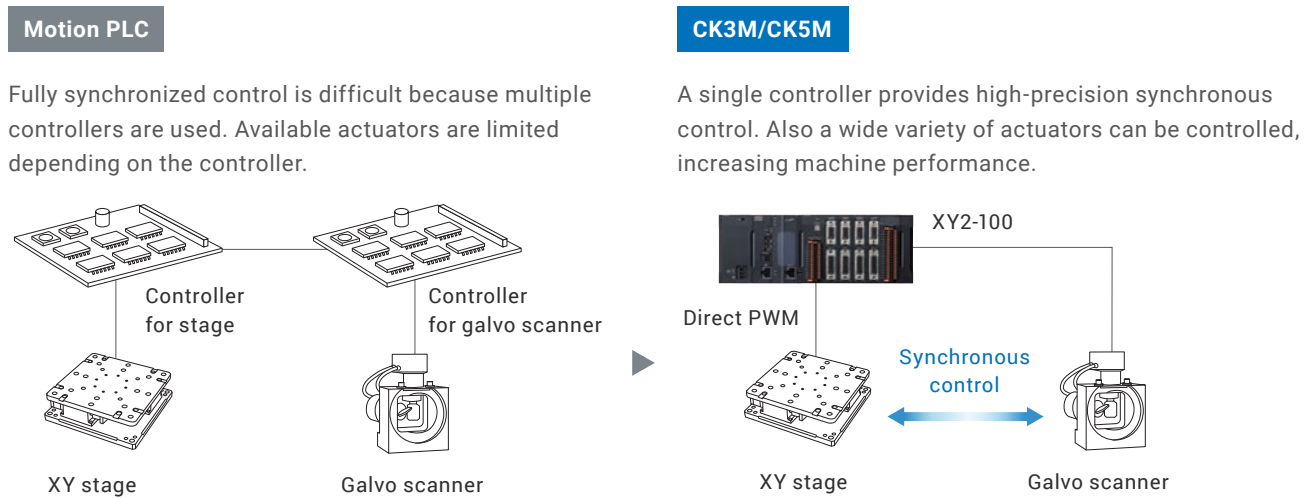 Motion PLC
Fully synchronized control is difficult because multiple
controllers are used. Available actuators are limited
depending on the controller.
Controller
for stage
Controller
for galvo scanner
XY stage
Galvo scanner
CK3M/CK5M
A single controller provides high-precision synchronous
control. Also a wide variety of actuators can be controlled,
increasing machine performance.
XY2-100
Direct PWM
Synchronous
control
XY stage
Galvo scanner